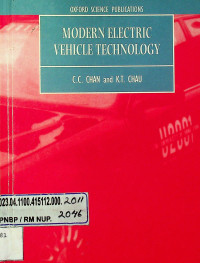 OXFORD SCIENCE PUBLICATIONS
MODERN ELECTRIC
VEHICLE TECHNOLOGY
C.C. CHAN and K.T. CHAU
U2001
023.04.1100.415112.000. 2011
PNBP / RM NUP. 2046